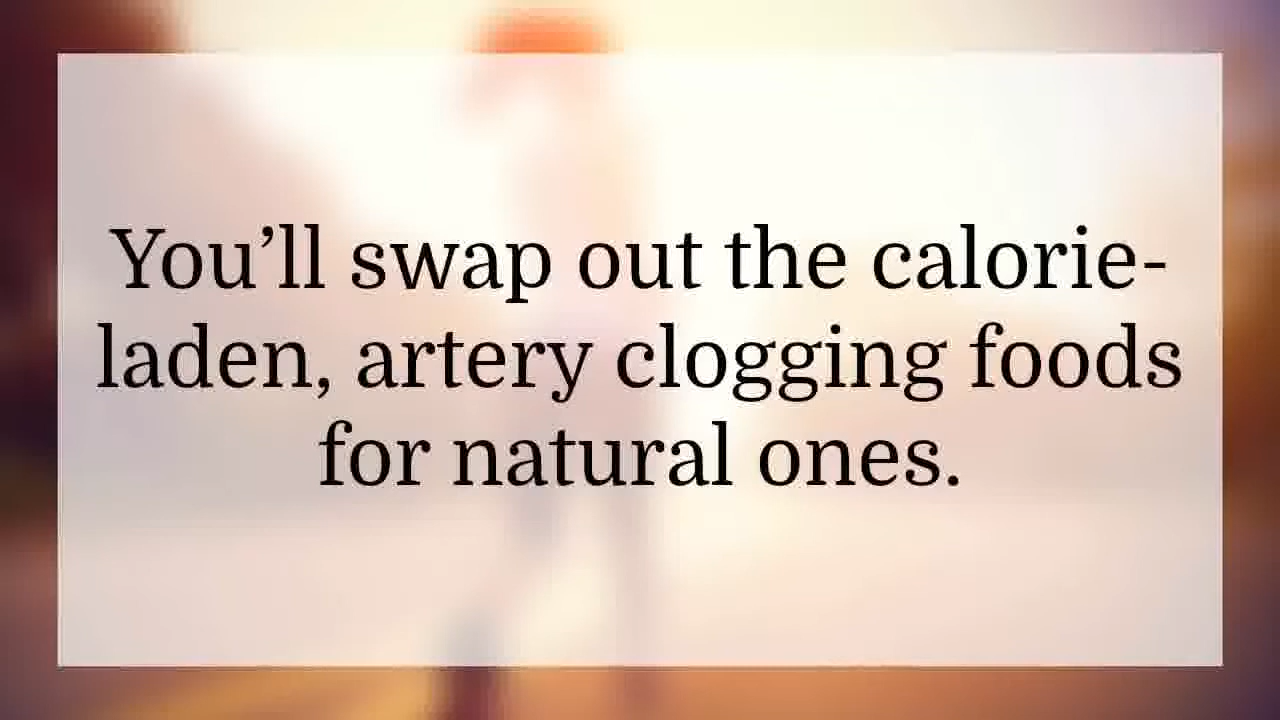 You’ll swap out the calorie-
laden, artery clogging foods
for natural ones.